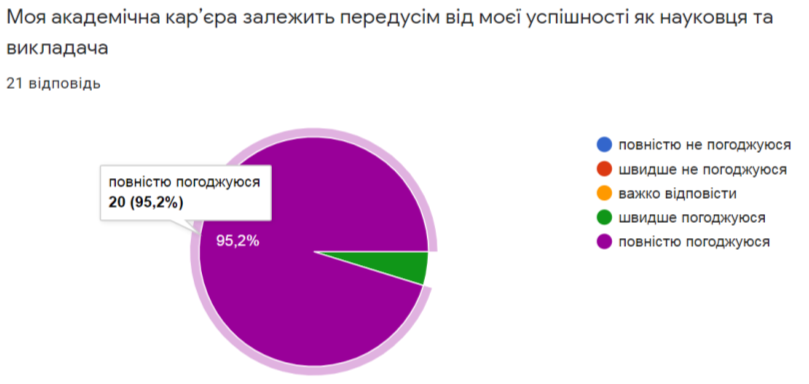 Моя академічна кар’єра залежить передусім від моєї успішності як науковця та
викладача
21 відповідь
повністю погоджуюся
20 (95,2%)
95,2%
повністю не погоджуюся
швидше не погоджуюся
важко відповісти
швидше погоджуюся
повністю погоджуюся